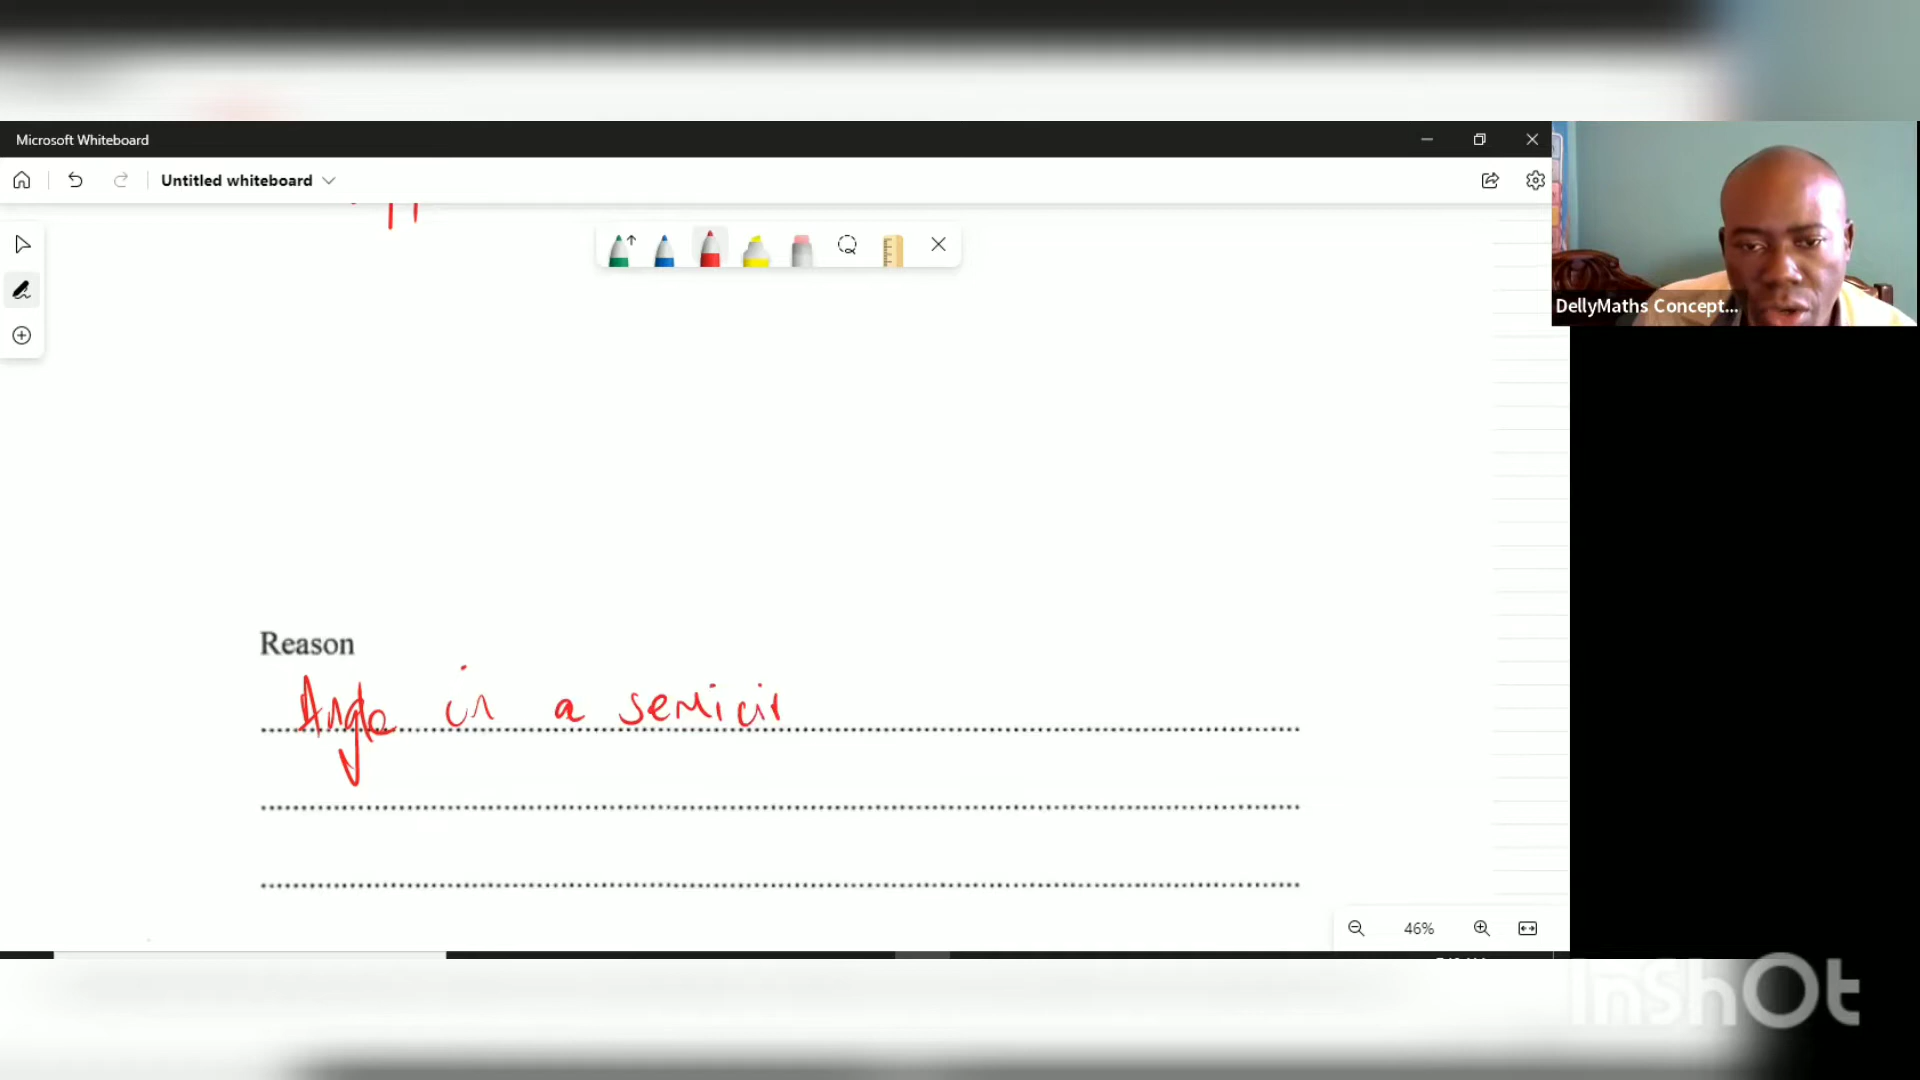 Microsoft Whiteboard
Untitled whiteboard
DellyMaths Concept...
Reason
Angle in a semicir
46%
InShOt